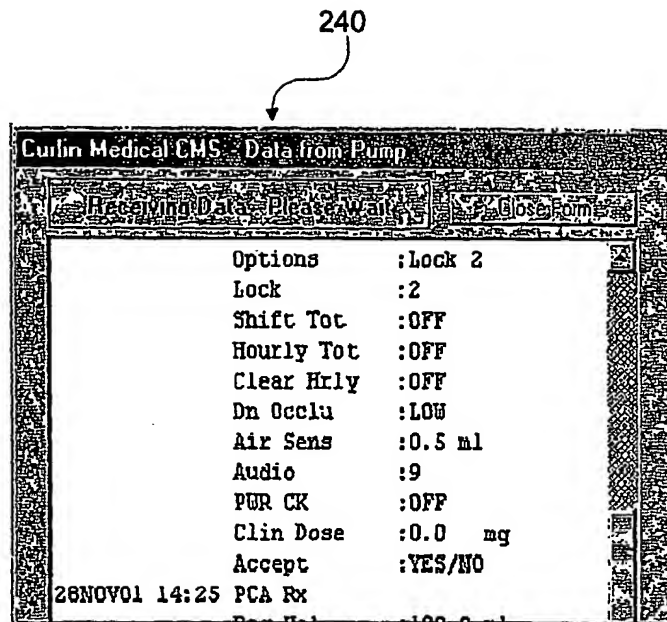 240
Curlin Medical CMS - Data from Pump
Receiving Data - Please Wait
Close Form
Options :Lock 2
Lock :2
Shift Tot :OFF
Hourly Tot :OFF
Clear Hrly :OFF
Dn Occlu :LOW
Air Sens :0.5 ml
Audio :9
PWR CK :OFF
Clin Dose :0.0 mg
Accept :YES/NO
28NOV01 14:25 PCA Rx